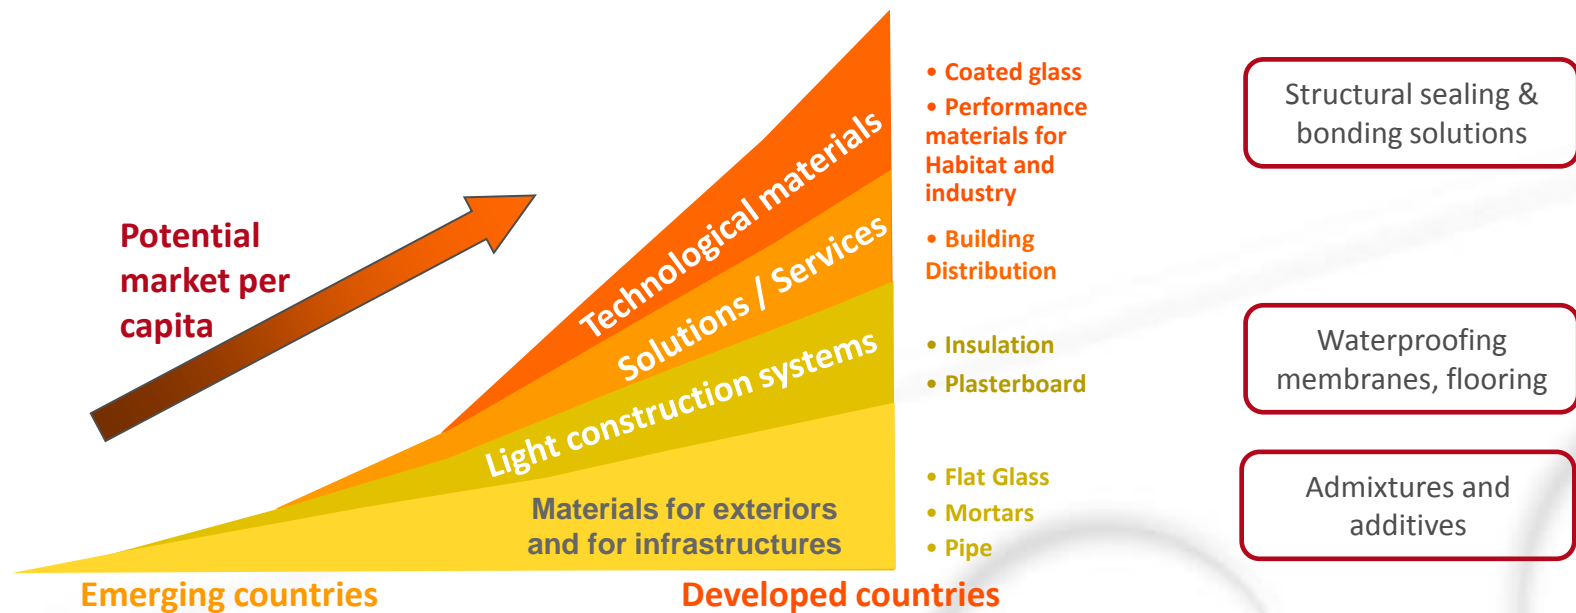 Potential
market per
capita
Technological materials
Solutions / Services
Light construction systems
Materials for exteriors
and for infrastructures
Emerging countries
Developed countries
• Coated glass
• Performance
materials for
Habitat and
industry
• Building
Distribution
• Insulation
• Plasterboard
• Flat Glass
• Mortars
• Pipe
Structural sealing &
bonding solutions
Waterproofing
membranes, flooring
Admixtures and
additives